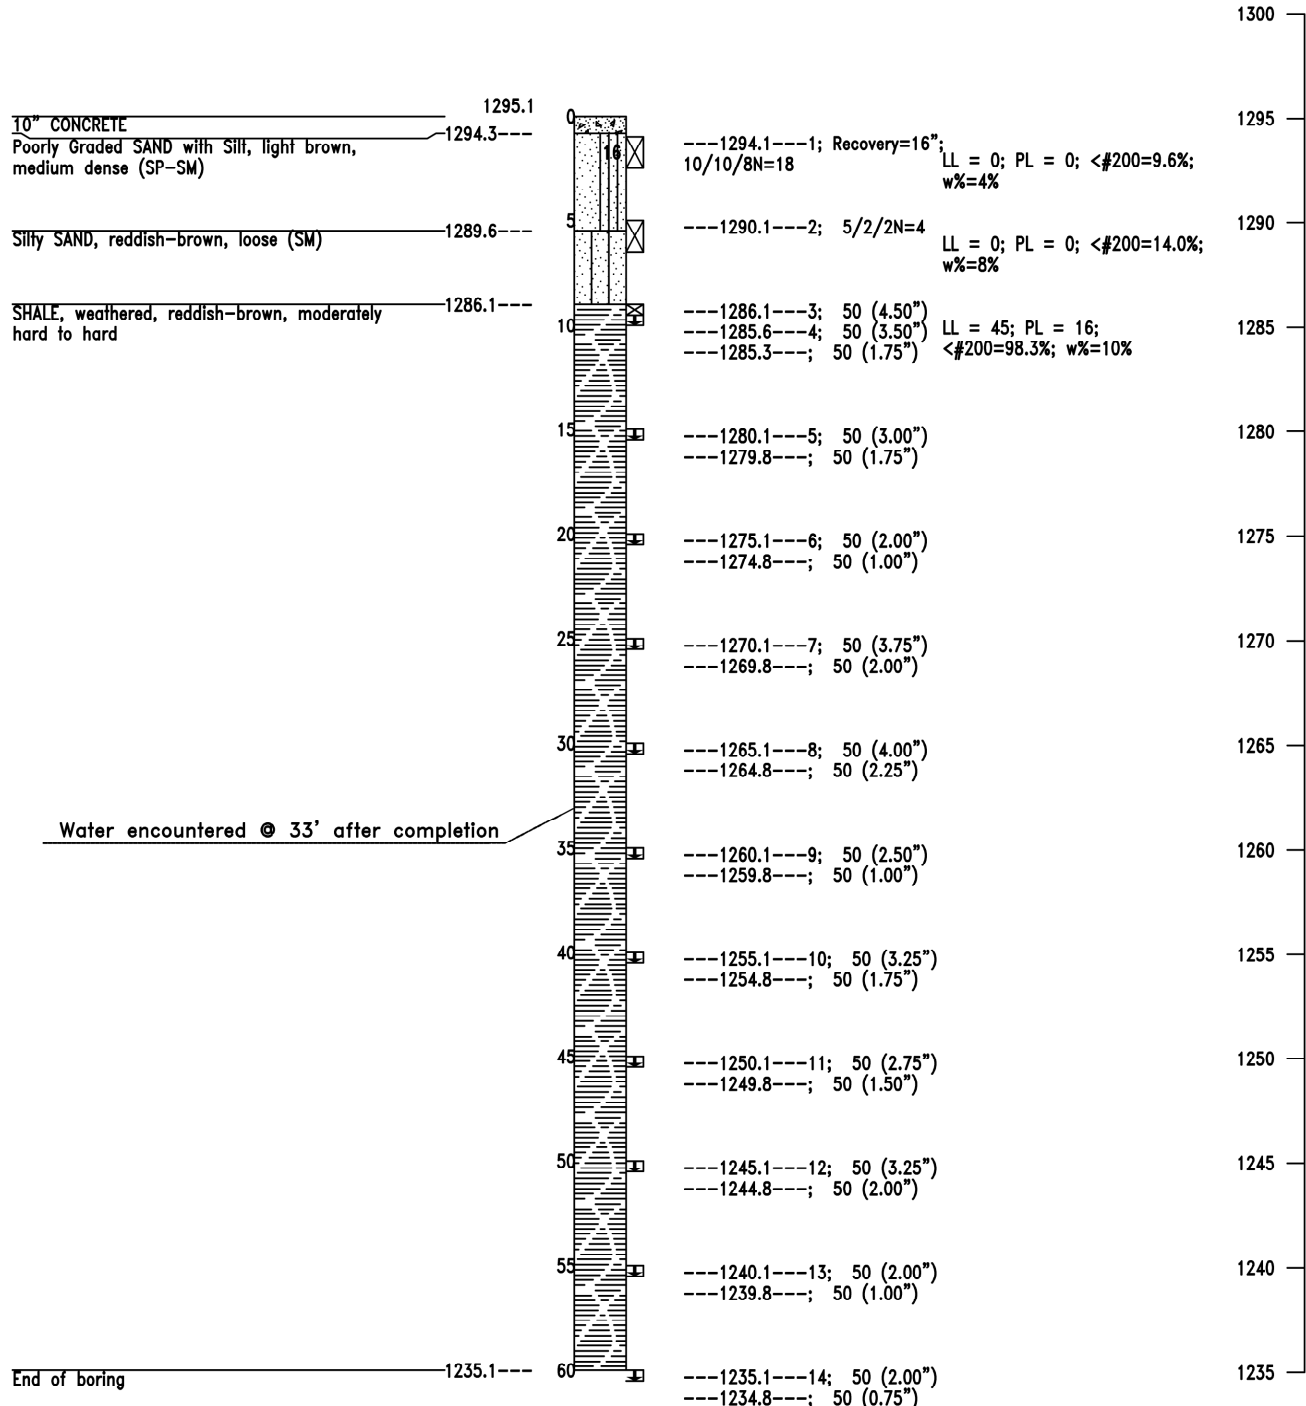 1300
1295.1
0
1295
10" CONCRETE
1294.3---
Poorly Graded SAND with Silt, light brown,
medium dense (SP-SM)
16
---1294.1---1; Recovery=16";
10/10/8N=18
LL = 0; PL = 0; <#200=9.6%;
w%=4%
5
1290
Silty SAND, reddish-brown, loose (SM)
1289.6---
---1290.1---2; 5/2/2N=4
LL = 0; PL = 0; <#200=14.0%;
w%=8%
1286.1---
SHALE, weathered, reddish-brown, moderately
hard to hard
10
---1286.1---3; 50 (4.50")
---1285.6---4; 50 (3.50")
---1285.3---; 50 (1.75")
LL = 45; PL = 16;
<#200=98.3%; w%=10%
1285
15
---1280.1---5; 50 (3.00")
---1279.8---; 50 (1.75")
1280
20
---1275.1---6; 50 (2.00")
---1274.8---; 50 (1.00")
1275
25
---1270.1---7; 50 (3.75")
---1269.8---; 50 (2.00")
1270
30
---1265.1---8; 50 (4.00")
---1264.8---; 50 (2.25")
1265
Water encountered @ 33' after completion
35
---1260.1---9; 50 (2.50")
---1259.8---; 50 (1.00")
1260
40
---1255.1---10; 50 (3.25")
---1254.8---; 50 (1.75")
1255
45
---1250.1---11; 50 (2.75")
---1249.8---; 50 (1.50")
1250
50
---1245.1---12; 50 (3.25")
---1244.8---; 50 (2.00")
1245
55
---1240.1---13; 50 (2.00")
---1239.8---; 50 (1.00")
1240
1235.1---
End of boring
60
---1235.1---14; 50 (2.00")
---1234.8---; 50 (0.75")
1235